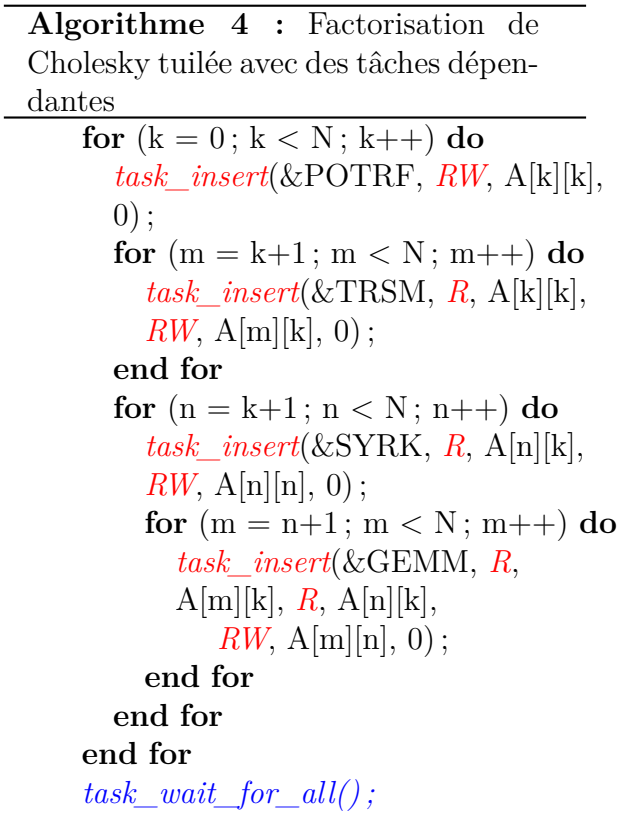 Algorithme 4 : Factorisation de
Cholesky tuilée avec des tâches dépen-
dantes
for (k = 0 ; k < N ; k++) do
task_insert(&POTRF, RW, A[k][k],
0) ;
for (m = k+1 ; m < N ; m++) do
task_insert(&TRSM, R, A[k][k],
RW, A[m][k], 0) ;
end for
for (n = k+1 ; n < N ; n++) do
task_insert(&SYRK, R, A[n][k],
RW, A[n][n], 0) ;
for (m = n+1 ; m < N ; m++) do
task_insert(&GEMM, R,
A[m][k], R, A[n][k],
RW, A[m][n], 0) ;
end for
end for
end for
task_wait_for_all() ;